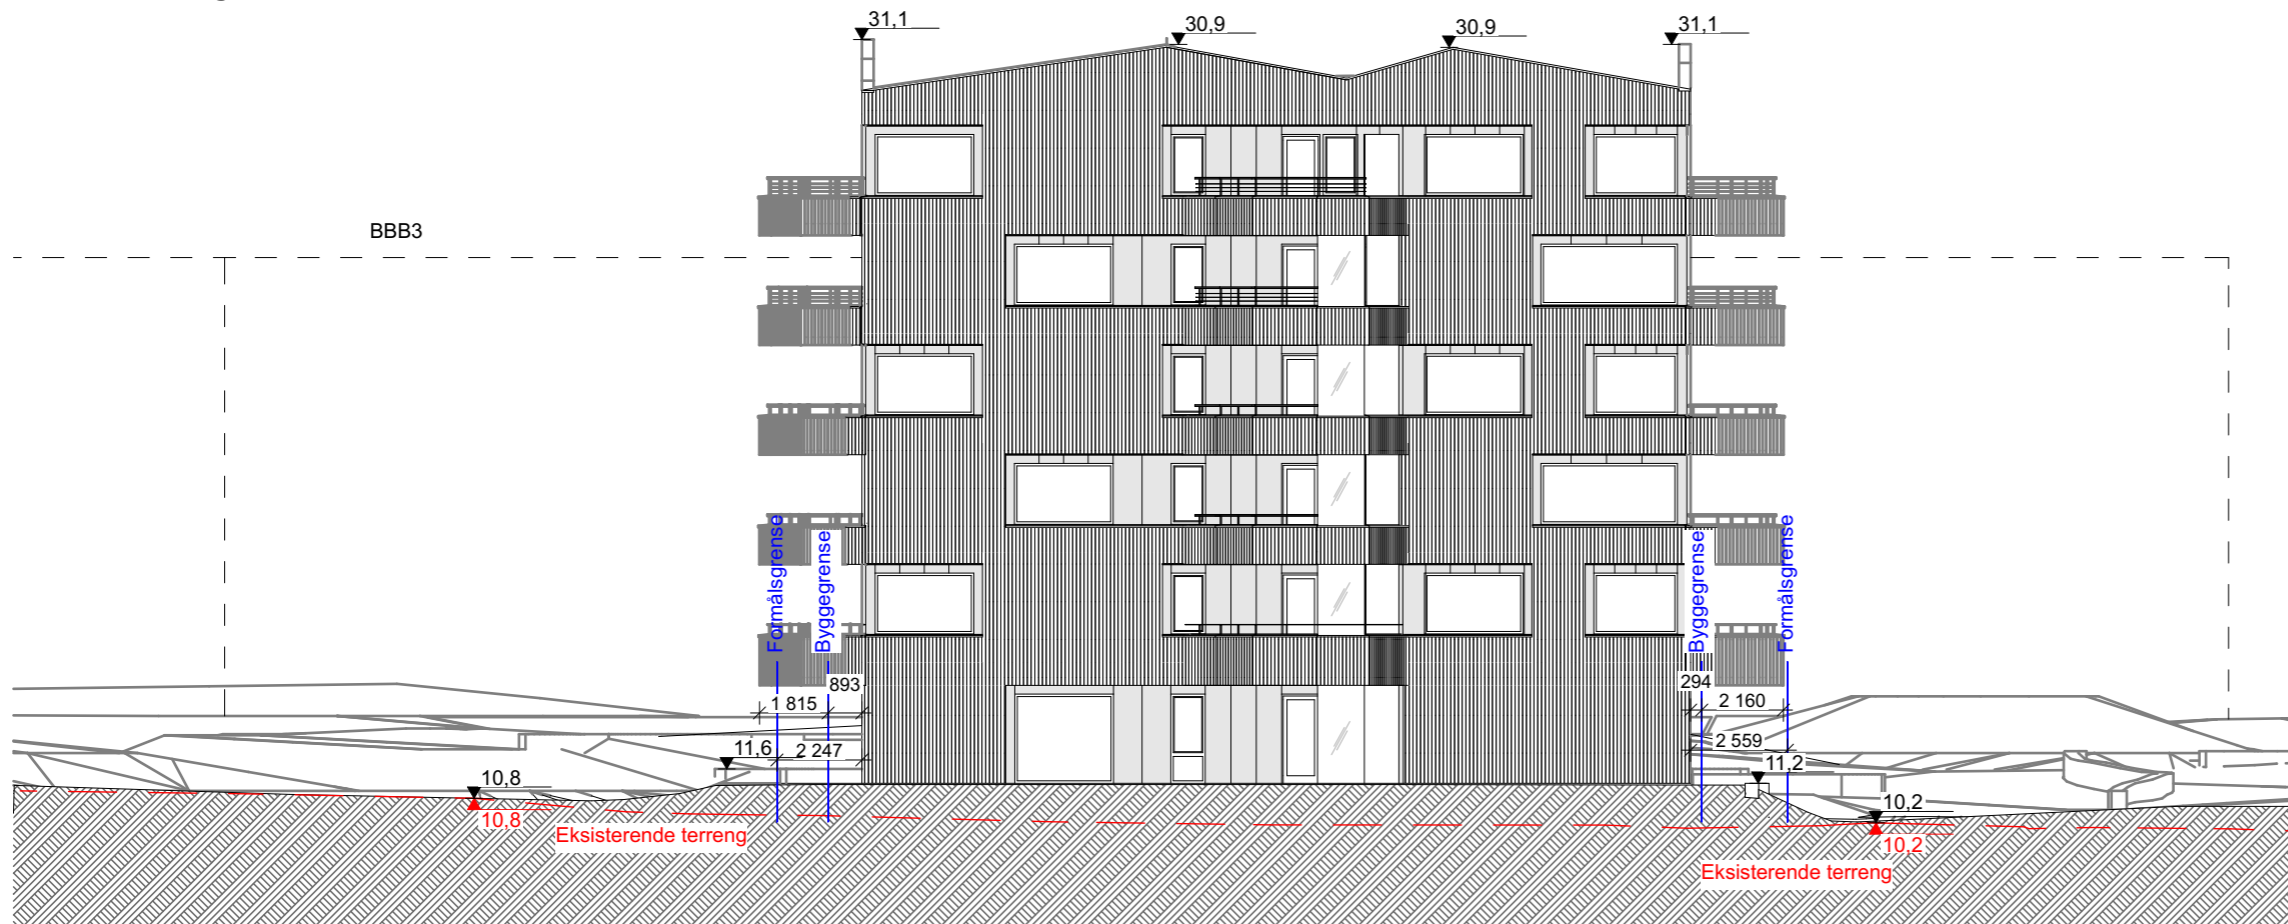 31,1
30,9
30,9
31,1
BBB3
Formålsgrense
Byggegrense
Byggegrense
Formålsgrense
893
294
1 815
2 160
11,6
2 247
2 559
11,2
10,8
10,2
10,8
Eksisterende terreng
10,2
Eksisterende terreng